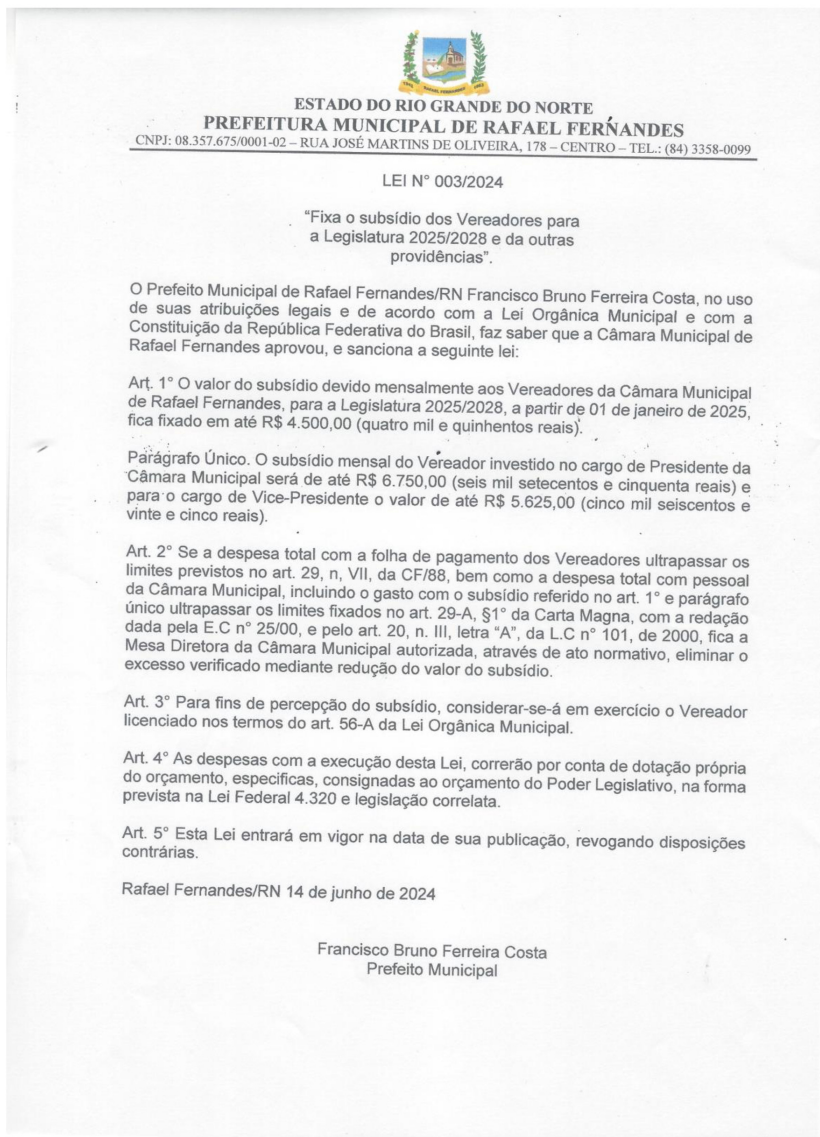 RAFAEL FERNANDES
ESTADO DO RIO GRANDE DO NORTE
PREFEITURA MUNICIPAL DE RAFAEL FERNANDES
CNPJ: 08.357.675/0001-02 – RUA JOSÉ MARTINS DE OLIVEIRA, 178 – CENTRO – TEL.: (84) 3358-0099
LEI N° 003/2024
“Fixa o subsídio dos Vereadores para
a Legislatura 2025/2028 e da outras
providências”.
O Prefeito Municipal de Rafael Fernandes/RN Francisco Bruno Ferreira Costa, no uso
de suas atribuições legais e de acordo com a Lei Orgânica Municipal e com a
Constituição da República Federativa do Brasil, faz saber que a Câmara Municipal de
Rafael Fernandes aprovou, e sanciona a seguinte lei:
Art. 1° O valor do subsídio devido mensalmente aos Vereadores da Câmara Municipal
de Rafael Fernandes, para a Legislatura 2025/2028, a partir de 01 de janeiro de 2025,
fica fixado em até R$ 4.500,00 (quatro mil e quinhentos reais).
Parágrafo Único. O subsídio mensal do Vereador investido no cargo de Presidente da
Câmara Municipal será de até R$ 6.750,00 (seis mil setecentos e cinquenta reais) e
para o cargo de Vice-Presidente o valor de até R$ 5.625,00 (cinco mil seiscentos e
vinte e cinco reais).
Art. 2° Se a despesa total com a folha de pagamento dos Vereadores ultrapassar os
limites previstos no art. 29, n, VII, da CF/88, bem como a despesa total com pessoal
da Câmara Municipal, incluindo o gasto com o subsídio referido no art. 1° e parágrafo
único ultrapassar os limites fixados no art. 29-A, §1° da Carta Magna, com a redação
dada pela E.C n° 25/00, e pelo art. 20, n. III, letra “A”, da L.C n° 101, de 2000, fica a
Mesa Diretora da Câmara Municipal autorizada, através de ato normativo, eliminar o
excesso verificado mediante redução do valor do subsídio.
Art. 3° Para fins de percepção do subsídio, considerar-se-á em exercício o Vereador
licenciado nos termos do art. 56-A da Lei Orgânica Municipal.
Art. 4° As despesas com a execução desta Lei, correrão por conta de dotação própria
do orçamento, especificas, consignadas ao orçamento do Poder Legislativo, na forma
prevista na Lei Federal 4.320 e legislação correlata.
Art. 5° Esta Lei entrará em vigor na data de sua publicação, revogando disposições
contrárias.
Rafael Fernandes/RN 14 de junho de 2024
Francisco Bruno Ferreira Costa
Prefeito Municipal